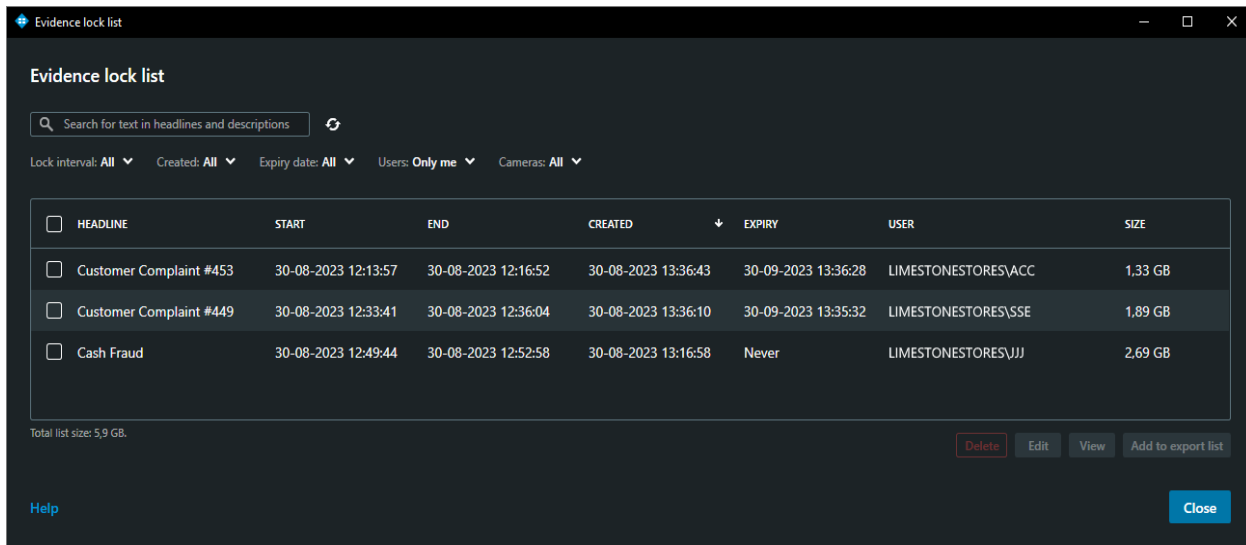 Evidence lock list
Evidence lock list
Search for text in headlines and descriptions
Lock interval: All Created: All Expiry date: All Users: Only me Cameras: All
HEADLINE START END CREATED EXPIRY USER SIZE
Customer Complaint #453 30-08-2023 12:13:57 30-08-2023 12:16:52 30-08-2023 13:36:43 30-09-2023 13:36:28 LIMESTONESTORES\ACC 1,33 GB
Customer Complaint #449 30-08-2023 12:33:41 30-08-2023 12:36:04 30-08-2023 13:36:10 30-09-2023 13:35:32 LIMESTONESTORES\SSE 1,89 GB
Cash Fraud 30-08-2023 12:49:44 30-08-2023 12:52:58 30-08-2023 13:16:58 Never LIMESTONESTORES\JJJ 2,69 GB
Total list size: 5,9 GB.
Delete Edit View Add to export list
Help Close